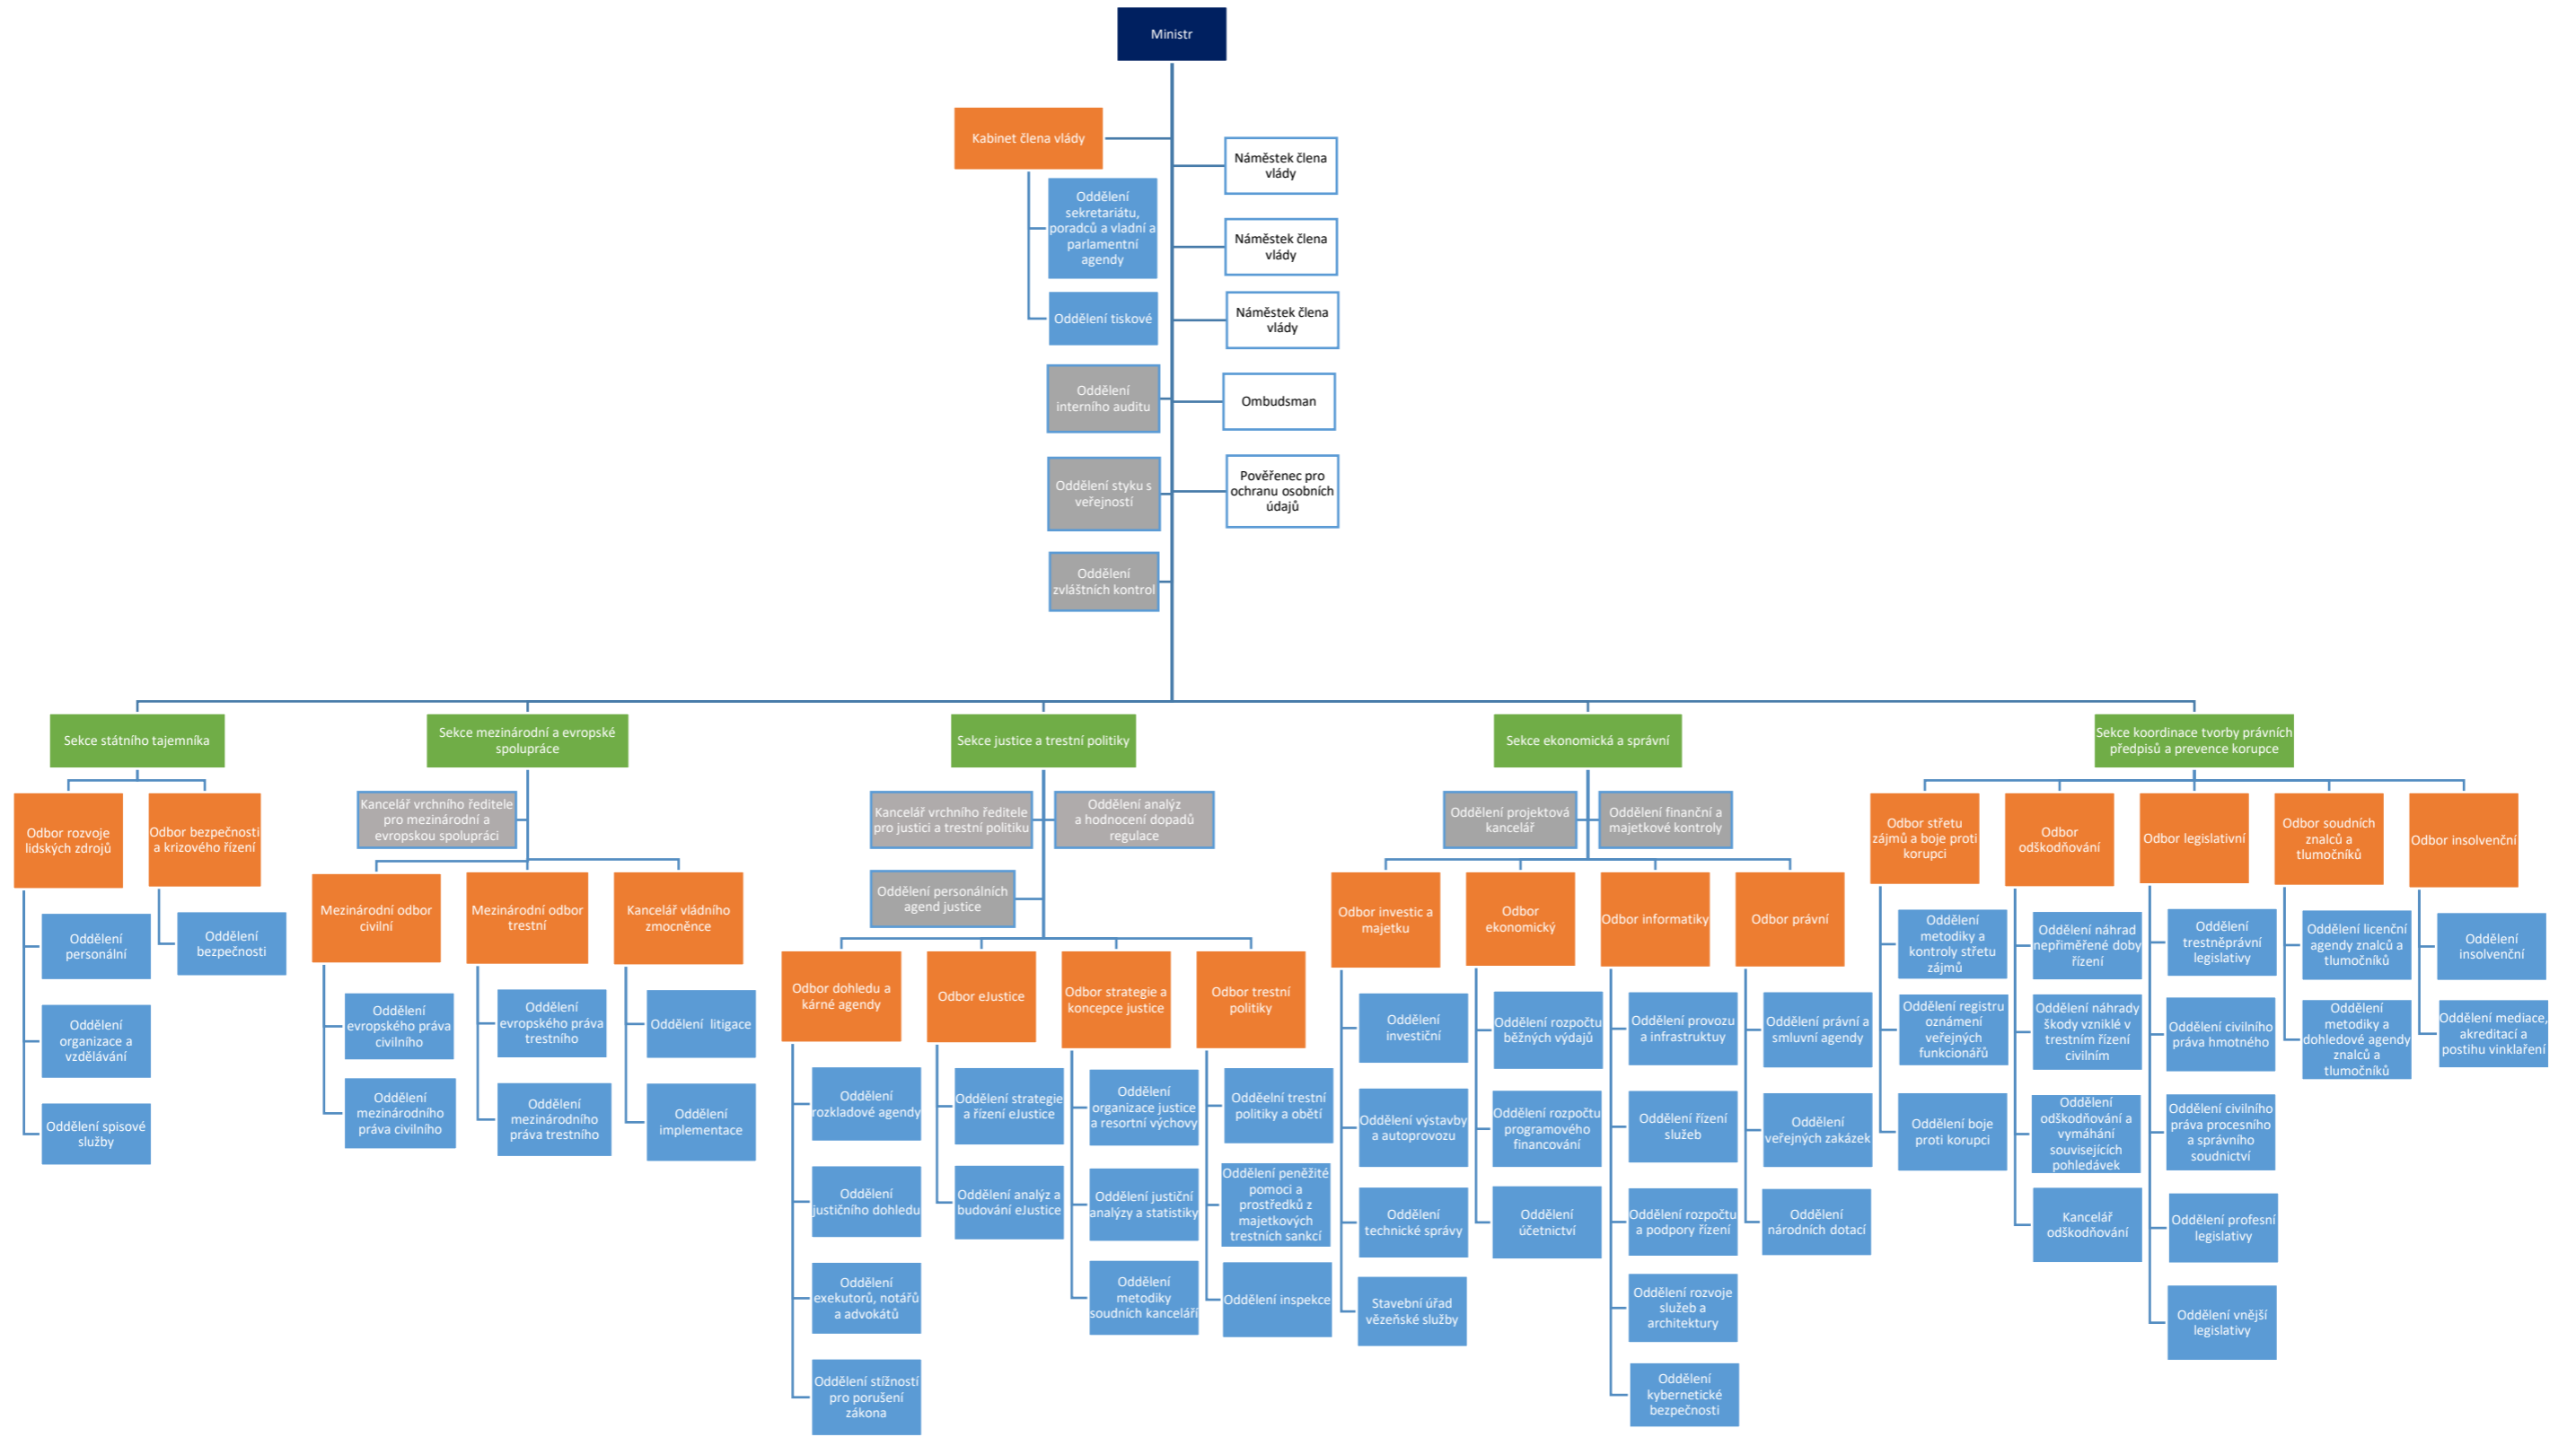 Ministr
Kabinet člena vlády
Oddělení
sekretariátu,
poradců a vladní a
parlamentní
agendy
Oddělení tiskové
Oddělení
interního auditu
Oddělení styku s
veřejností
Oddělení
zvláštních kontrol
Náměstek člena
vlády
Náměstek člena
vlády
Náměstek člena
vlády
Ombudsman
Pověřenec pro
ochranu osobních
údajů
Sekce státního tajemníka
Odbor rozvoje
lidských zdrojů
Oddělení
personální
Oddělení
organizace a
vzdělávání
Oddělení spisové
služby
Odbor bezpečnosti
a krizového řízení
Oddělení
bezpečnosti
Sekce mezinárodní a evropské
spolupráce
Kancelář vrchního ředitele
pro mezinárodní a
evropskou spolupráci
Mezinárodní odbor
civilní
Oddělení
evropského práva
civilního
Oddělení
mezinárodního
práva civilního
Mezinárodní odbor
trestní
Oddělení
evropského práva
trestního
Oddělení
mezinárodního
práva trestního
Kancelář vládního
zmocněnce
Oddělení  litigace
Oddělení
implementace
Sekce justice a trestní politiky
Kancelář vrchního ředitele
pro justici a trestní politiku
Oddělení analýz
a hodnocení dopadů
regulace
Oddělení personálních
agend justice
Odbor dohledu a
kárné agendy
Oddělení
rozkladové agendy
Oddělení
justičního dohledu
Oddělení
exekutorů, notářů
a advokátů
Oddělení stížností
pro porušení
zákona
Odbor eJustice
Oddělení strategie
a řízení eJustice
Oddělení analýz a
budování eJustice
Odbor strategie a
koncepce justice
Oddělení
organizace justice
a resortní výchovy
Oddělení justiční
analýzy a statistiky
Oddělení
metodiky
soudních kanceláří
Odbor trestní
politiky
Odděelní trestní
politiky a obětí
Oddělení peněžité
pomoci a
prostředků z
majetkových
trestních sankcí
Oddělení inspekce
Sekce ekonomická a správní
Oddělení projektová
kancelář
Oddělení finanční a
majetkové kontroly
Odbor investic a
majetku
Oddělení
investiční
Oddělení výstavby
a autoprovozu
Oddělení
technické správy
Stavební úřad
vězeňské služby
Odbor
ekonomický
Oddělení rozpočtu
běžných výdajů
Oddělení rozpočtu
programového
financování
Oddělení
účetnictví
Odbor informatiky
Oddělení provozu
a infrastruktuy
Oddělení řízení
služeb
Oddělení rozpočtu
a podpory řízení
Oddělení rozvoje
služeb a
architektury
Oddělení
kybernetické
bezpečnosti
Odbor právní
Oddělení právní a
smluvní agendy
Oddělení
veřejných zakázek
Oddělení
národních dotací
Sekce koordinace tvorby právních
předpisů a prevence korupce
Odbor střetu
zájmů a boje proti
korupci
Oddělení
metodiky a
kontroly střetu
zájmů
Oddělení registru
oznámení
veřejných
funkcionářů
Oddělení boje
proti korupci
Odbor
odškodňování
Oddělení náhrad
nepřiměřené doby
řízení
Oddělení náhrady
škody vzniklé v
trestním řízení
civilním
Oddělení
odškodňování a
vymáhání
souvisejících
pohledávek
Kancelář
odškodňování
Odbor legislativní
Oddělení
trestněprávní
legislativy
Oddělení civilního
práva hmotného
Oddělení civilního
práva procesního
a správního
soudnictví
Oddělení profesní
legislativy
Oddělení vnější
legislativy
Odbor soudních
znalců a
tlumočníků
Oddělení licenční
agendy znalců a
tlumočníků
Oddělení
metodiky a
dohledové agendy
znalců a
tlumočníků
Odbor insolvenční
Oddělení
insolvenční
Oddělení mediace,
akreditací a
postihu vinklaření